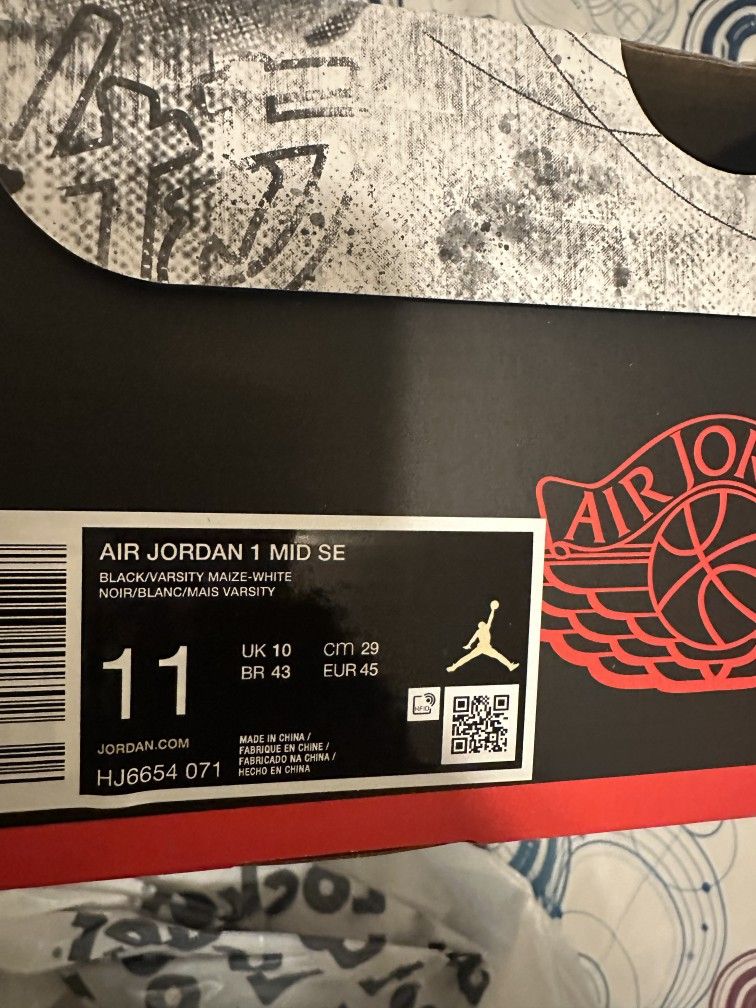 AIR JOR
AIR JORDAN 1 MID SE
BLACK/VARSITY MAIZE-WHITE
NOIR/BLANC/MAIS VARSITY
11
UK 10 cm 29
BR 43 EUR 45
JORDAN.COM
HJ6654 071
MADE IN CHINA /
FABRIQUE EN CHINE /
FABRICADO NA CHINA /
HECHO EN CHINA